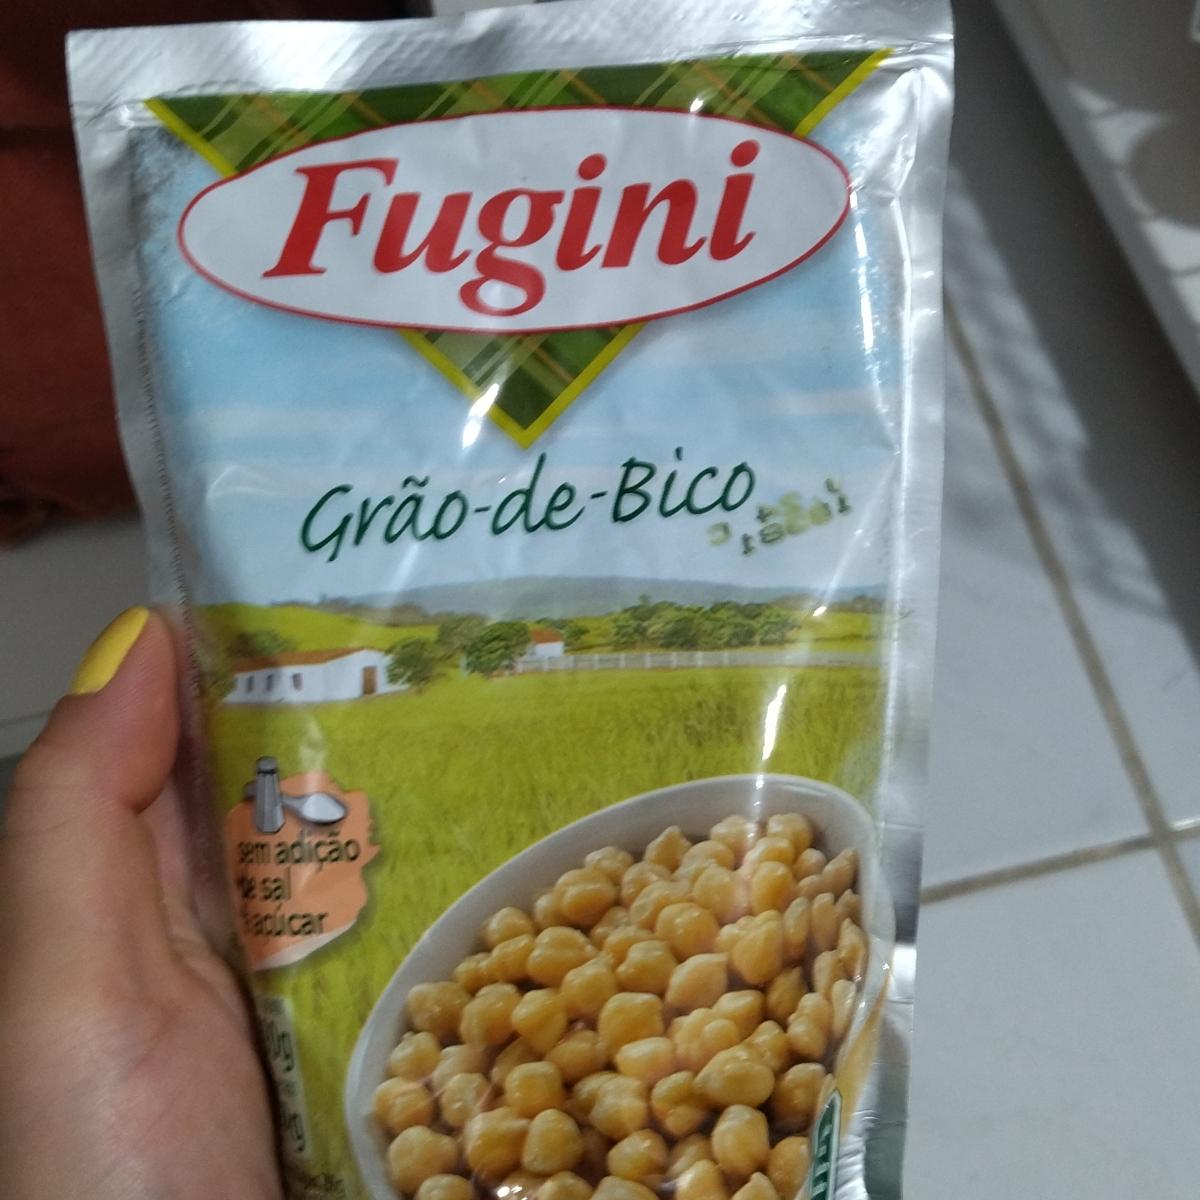 Fugini
Grão-de-Bico
sem adição
de sal
açúcar